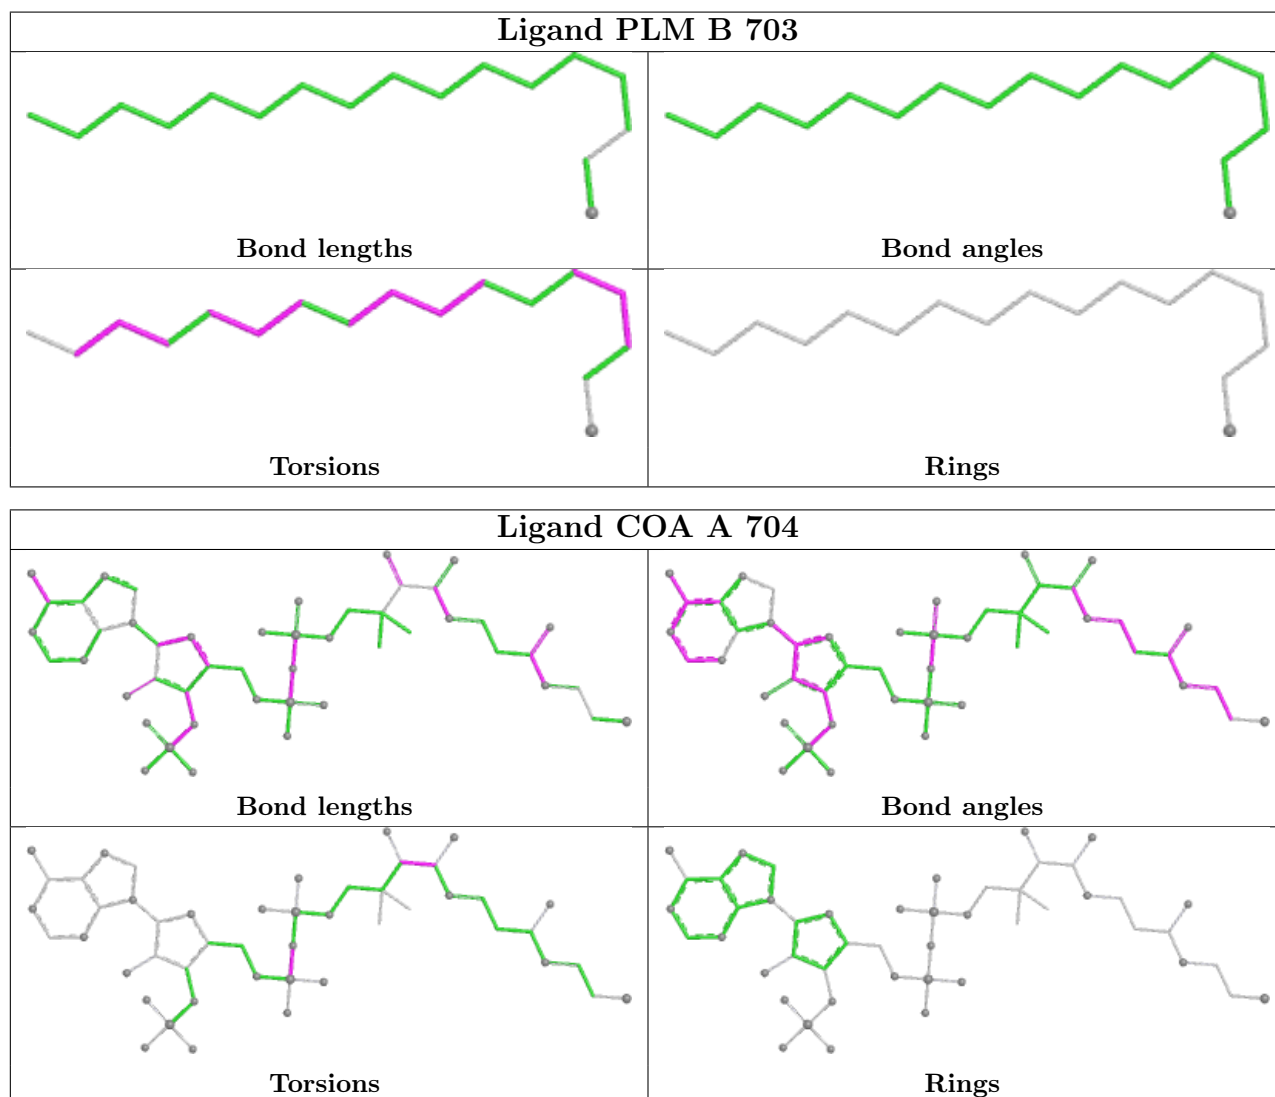 Ligand PLM B 703
Bond lengths
Bond angles
Torsions
Rings
Ligand COA A 704
Bond lengths
Bond angles
Torsions
Rings